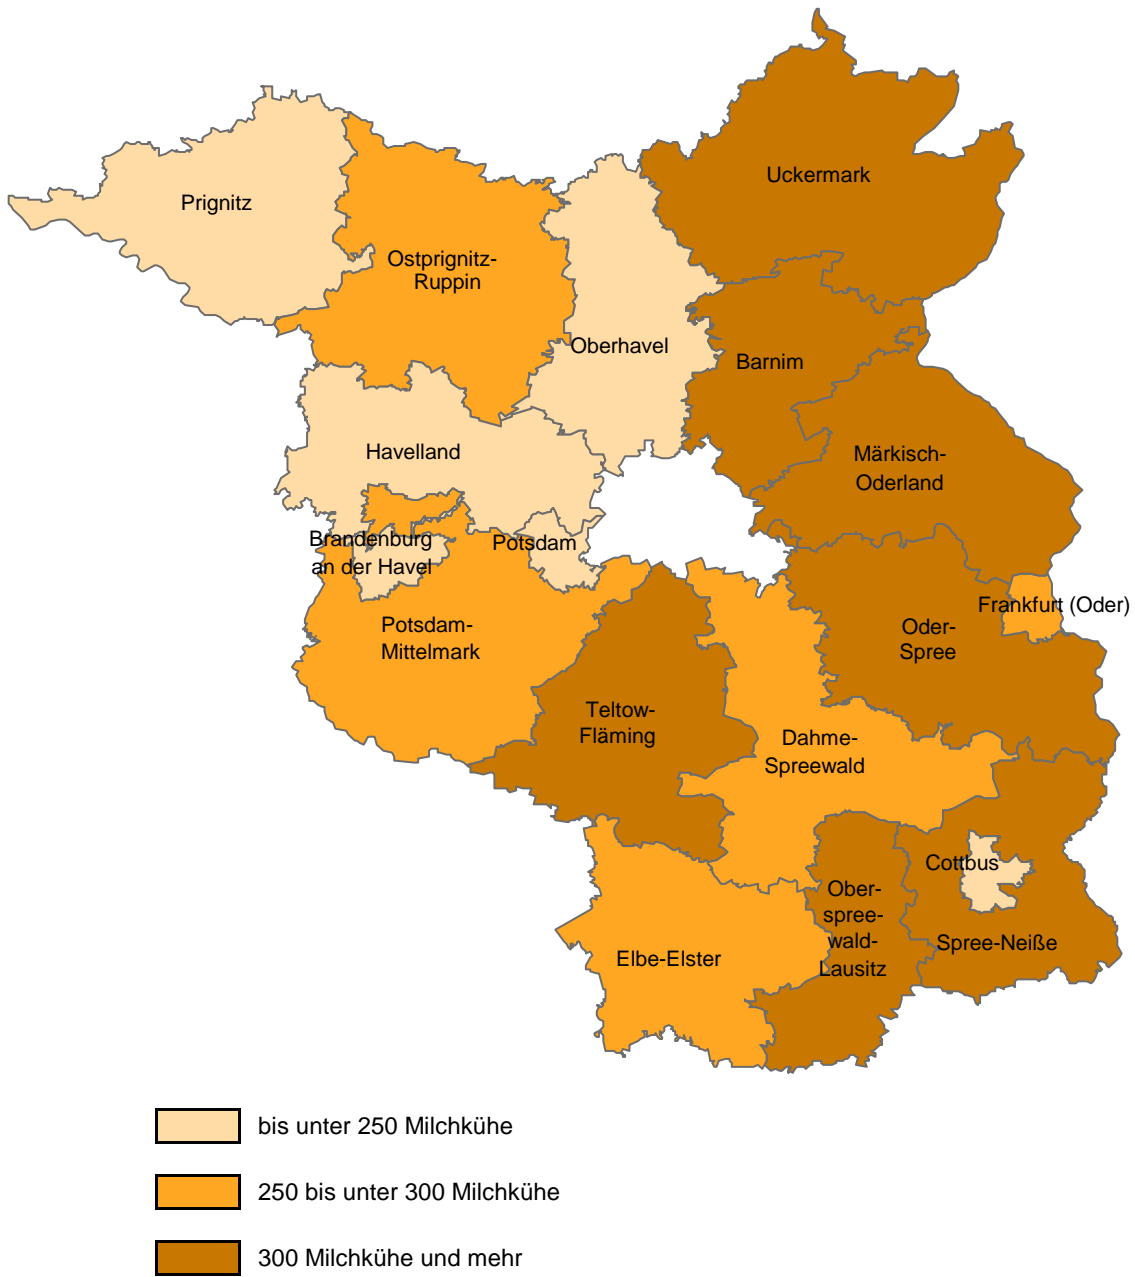 Uckermark
Prignitz
Ostprignitz-
Ruppin
Oberhavel
Barnim
Havelland
Märkisch-
Oderland
Brandenburg
an der Havel
Potsdam
Frankfurt (Oder)
Potsdam-
Mittelmark
Oder-
Spree
Teltow-
Fläming
Dahme-
Spreewald
Cottbus
Ober-
spree-
wald-
Lausitz
Spree-Neiße
Elbe-Elster
bis unter 250 Milchkühe
250 bis unter 300 Milchkühe
300 Milchkühe und mehr